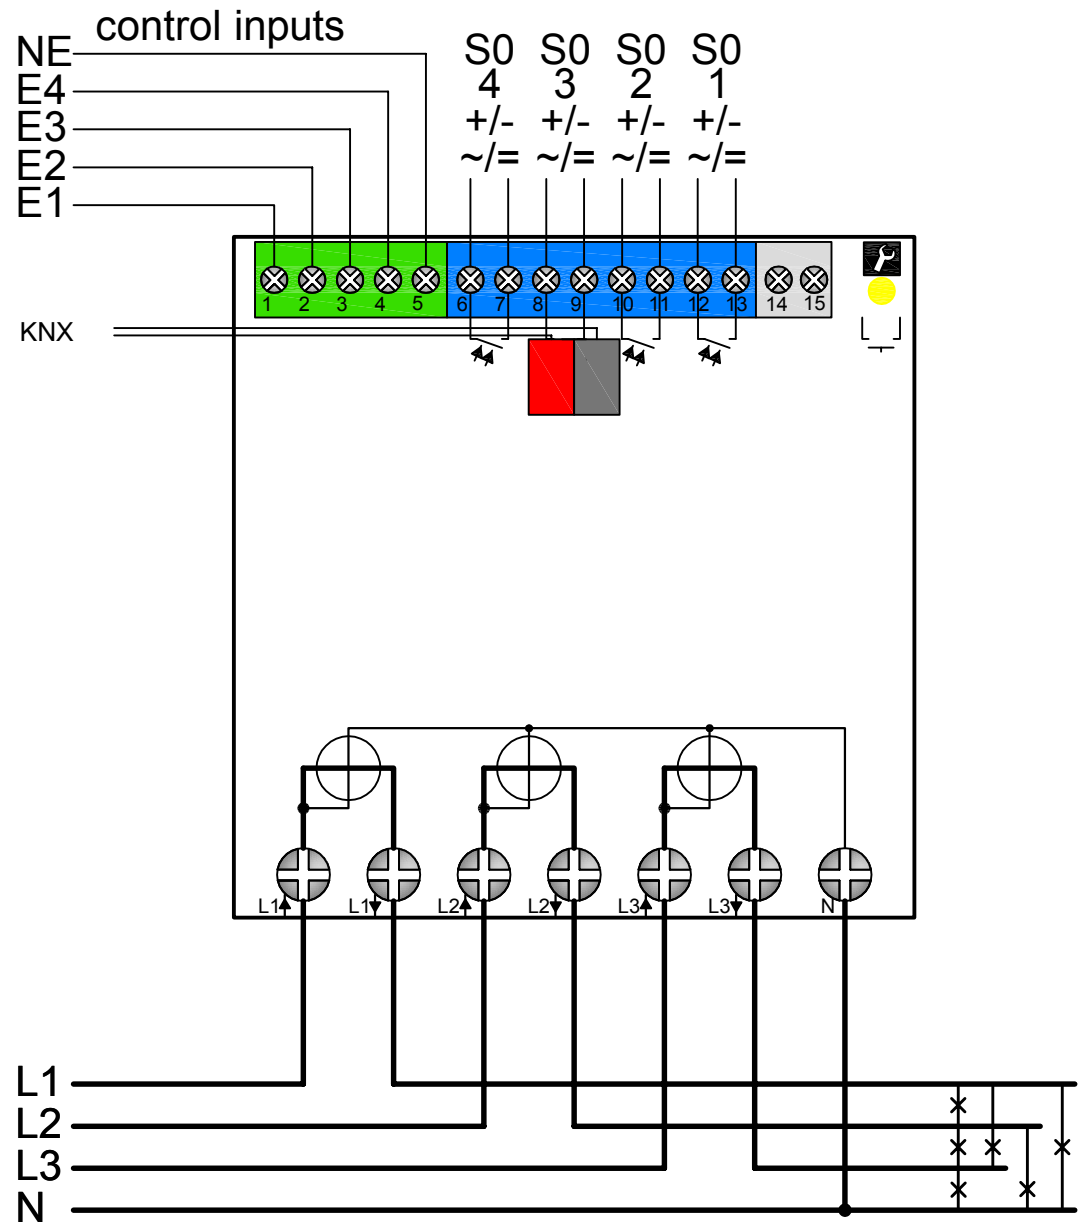 control inputs
NE
E4
E3
E2
E1
S0 S0 S0 S0
4 3 2 1
+/- +/- +/- +/-
~/= ~/= ~/= ~/=
1 2 3 4 5 6 7 8 9 10 11 12 13 14 15
KNX
L1 L1 L2 L2 L3 L3 N
L1
L2
L3
N